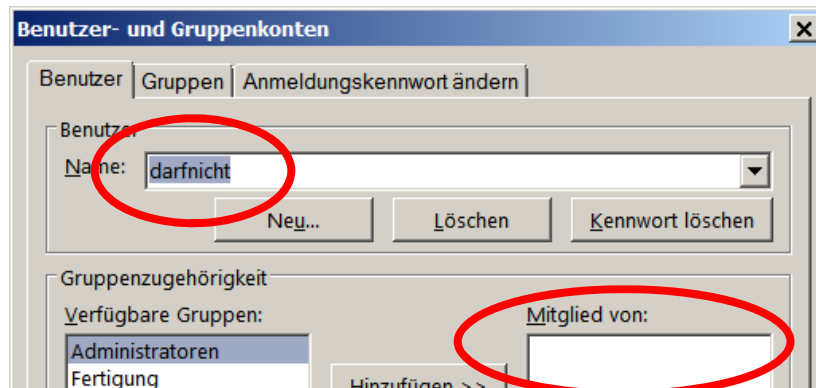 Benutzer- und Gruppenkonten
Benutzer Gruppen Anmeldungskennwort ändern
Benutzer
Name: darfnicht
Neu... Löschen Kennwort löschen
Gruppenzugehörigkeit
Verfügbare Gruppen: Mitglied von:
Administratoren
Fertigung Hinzufügen >>